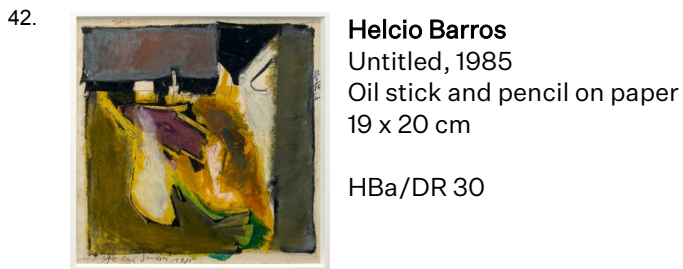 42.
Helcio Barros
Untitled, 1985
Oil stick and pencil on paper
19 x 20 cm
HBa/DR 30